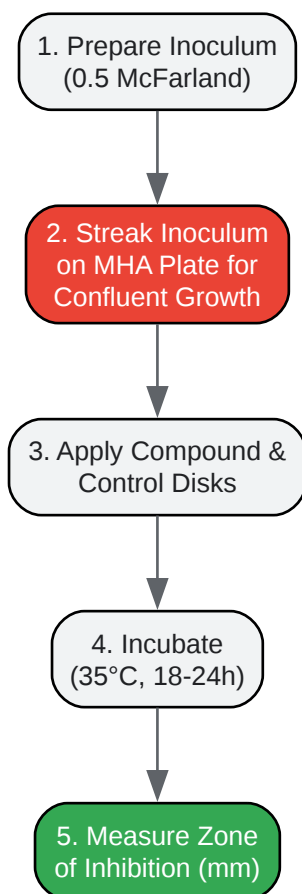 1. Prepare Inoculum
(0.5 McFarland)
2. Streak Inoculum
on MHA Plate for
Confluent Growth
3. Apply Compound &
Control Disks
4. Incubate
(35°C, 18-24h)
5. Measure Zone
of Inhibition (mm)